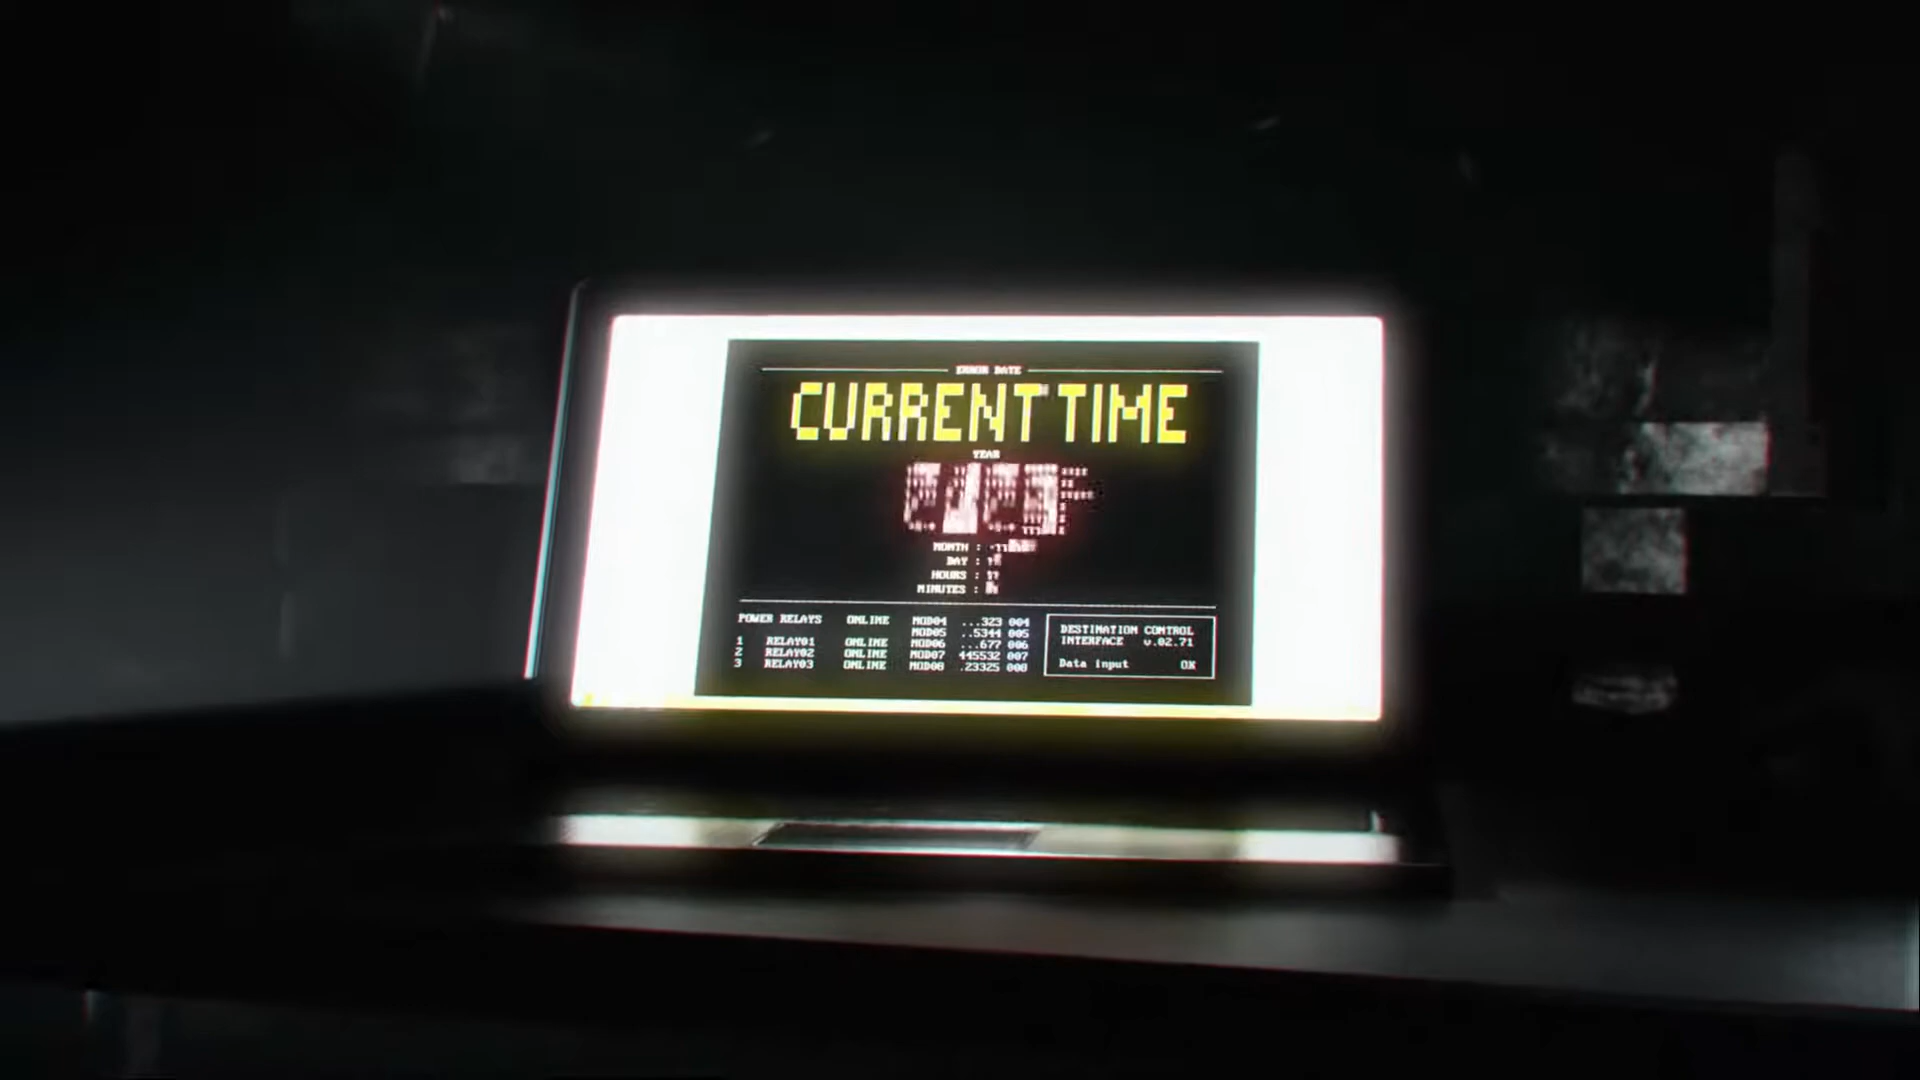 ERROR DATE
CURRENT TIME
YEAR
MONTH :
DAY :
HOURS :
MINUTES :
POWER RELAYS ONLINE
1 RELAY01 ONLINE
2 RELAY02 ONLINE
3 RELAY03 ONLINE
MOD04 ...323 004
MOD05 ..5344 005
MOD06 ...677 006
MOD07 445532 007
MOD08 .23325 008
DESTINATION CONTROL
INTERFACE v.02.71
Data input OK